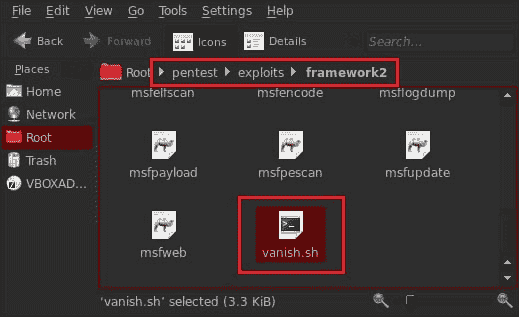 File Edit View Go Tools Settings Help
Back Forward Icons Details Search...
Places
Root pentest exploits framework2
Home
Network
Root
Trash
VBOXAD...
msfelfscan msfencode msflogdump
msfpayload msfpescan msfupdate
msfweb vanish.sh
'vanish.sh' selected (3.3 KiB)